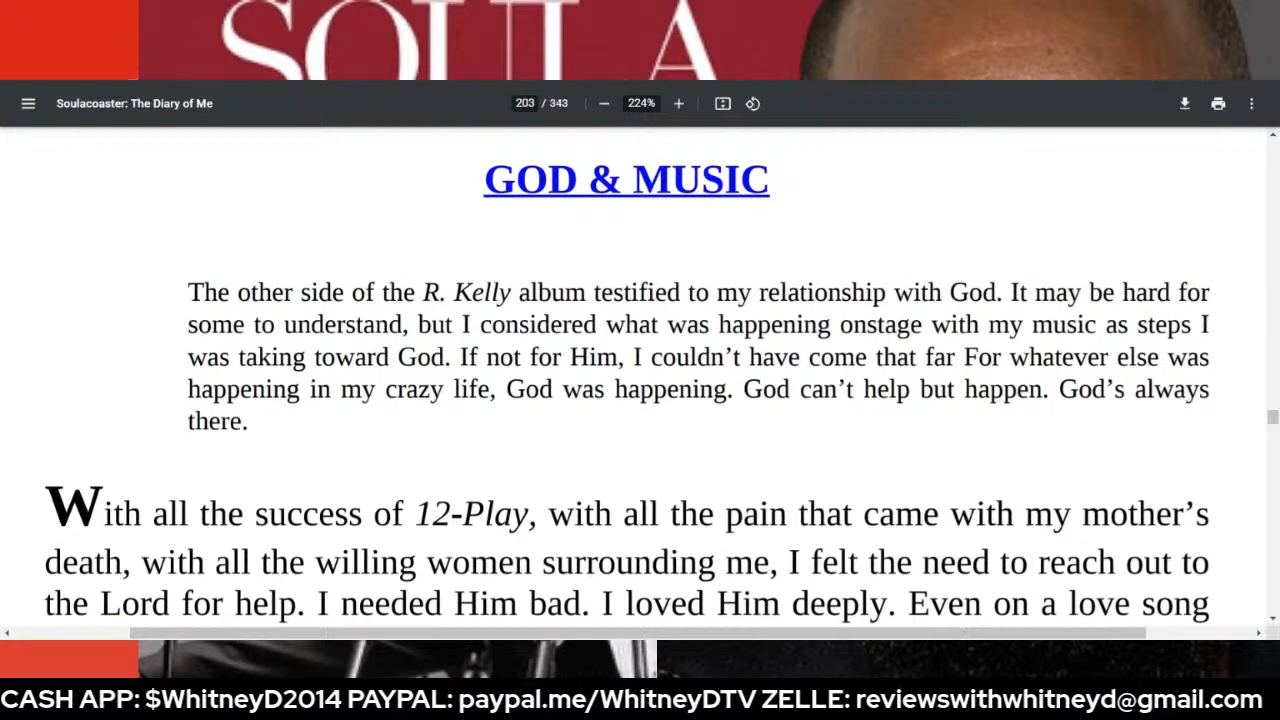 SOULA
Soulacoaster: The Diary of Me
203 / 343
224%
GOD & MUSIC
The other side of the R. Kelly album testified to my relationship with God. It may be hard for
some to understand, but I considered what was happening onstage with my music as steps I
was taking toward God. If not for Him, I couldn’t have come that far For whatever else was
happening in my crazy life, God was happening. God can’t help but happen. God’s always
there.
With all the success of 12-Play, with all the pain that came with my mother’s
death, with all the willing women surrounding me, I felt the need to reach out to
the Lord for help. I needed Him bad. I loved Him deeply. Even on a love song
CASH APP: $WhitneyD2014 PAYPAL: paypal.me/WhitneyDTV ZELLE: reviewswithwhitneyd@gmail.com